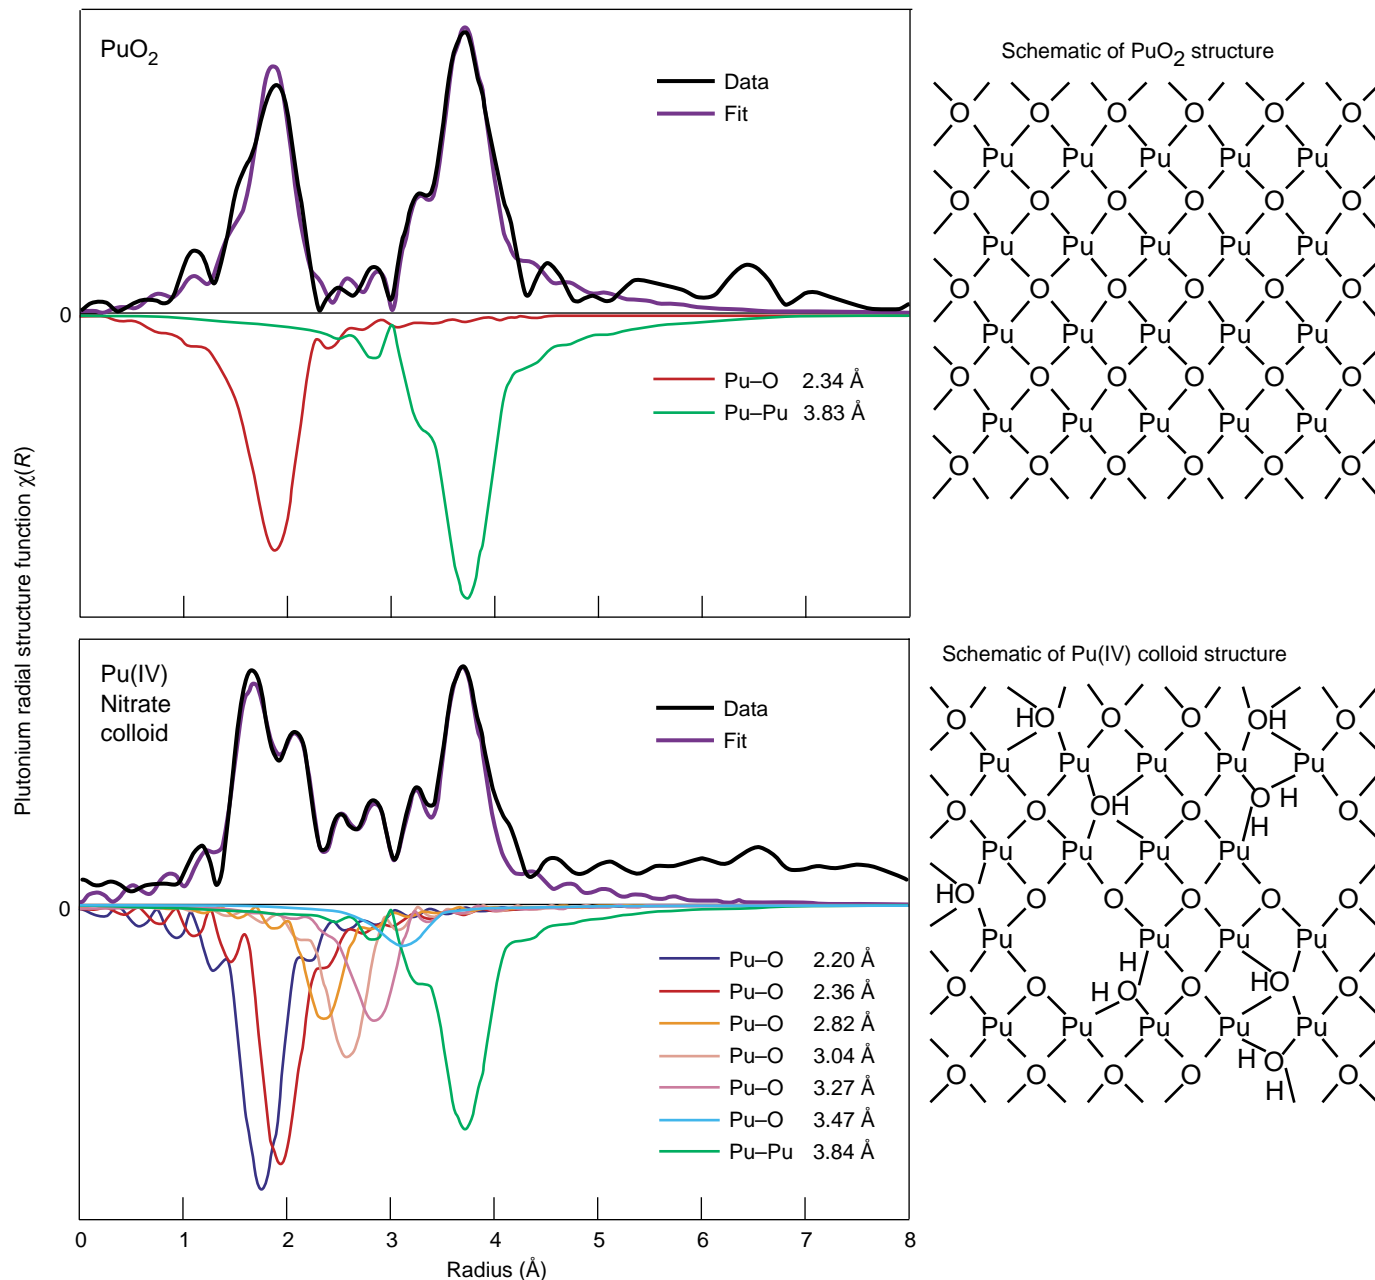 PuO2
Data
Fit
0
Pu–O 2.34 Å
Pu–Pu 3.83 Å
Schematic of PuO2 structure
O O O O O O
Pu Pu Pu Pu Pu
O O O O O O
Pu Pu Pu Pu Pu
O O O O O O
Pu Pu Pu Pu Pu
O O O O O O
Pu Pu Pu Pu Pu
O O O O O O
Plutonium radial structure function χ(R)
Pu(IV)
Nitrate
colloid
Data
Fit
0
Pu–O 2.20 Å
Pu–O 2.36 Å
Pu–O 2.82 Å
Pu–O 3.04 Å
Pu–O 3.27 Å
Pu–O 3.47 Å
Pu–Pu 3.84 Å
0 1 2 3 4 5 6 7 8
Radius (Å)
Schematic of Pu(IV) colloid structure
O HO O O OH O
Pu Pu Pu Pu Pu
O OH O O H O
H
Pu Pu Pu Pu
HO O O O O O
Pu Pu Pu Pu
H
O O H O O HO O
Pu Pu Pu Pu Pu
O O O O H O O
H